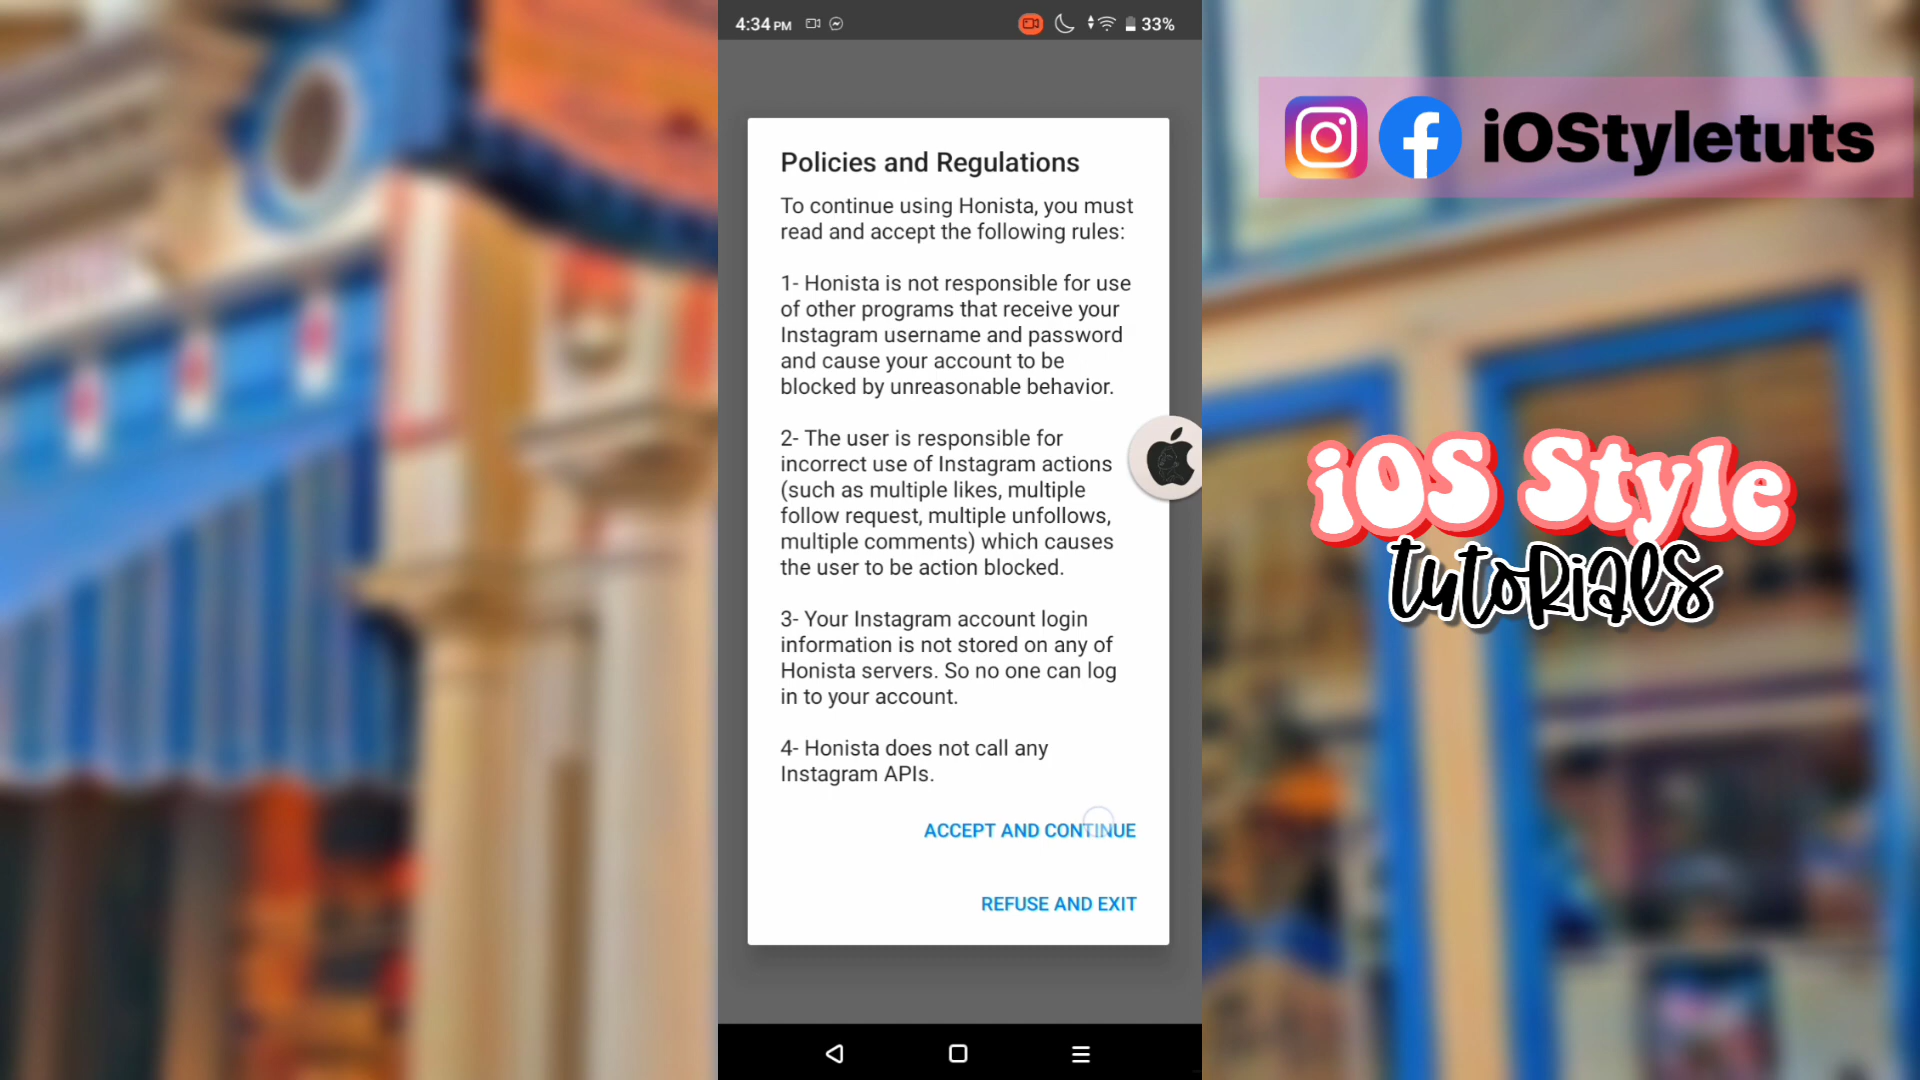 4:34 PM
33%
Policies and Regulations
To continue using Honista, you must
read and accept the following rules:
1- Honista is not responsible for use
of other programs that receive your
Instagram username and password
and cause your account to be
blocked by unreasonable behavior.
2- The user is responsible for
incorrect use of Instagram actions
(such as multiple likes, multiple
follow request, multiple unfollows,
multiple comments) which causes
the user to be action blocked.
3- Your Instagram account login
information is not stored on any of
Honista servers. So no one can log
in to your account.
4- Honista does not call any
Instagram APIs.
ACCEPT AND CONTINUE
REFUSE AND EXIT
iOStyletuts
iOS Style
tutoRials